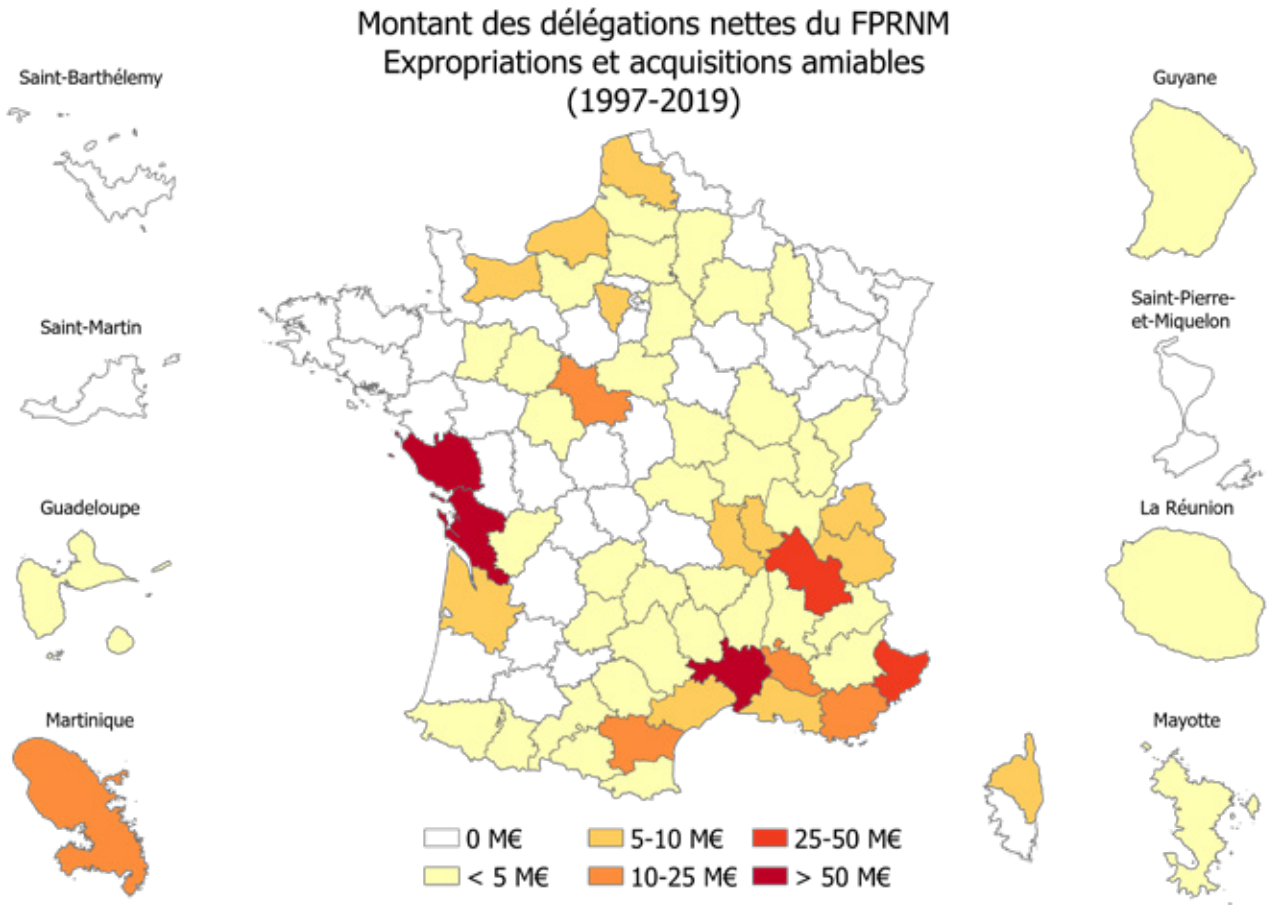 Montant des délégations nettes du FPRNM
Expropriations et acquisitions amiables
(1997-2019)
Saint-Barthélemy
Saint-Martin
Guadeloupe
Martinique
Guyane
Saint-Pierre-
et-Miquelon
La Réunion
Mayotte
0 M€
5-10 M€
25-50 M€
< 5 M€
10-25 M€
> 50 M€